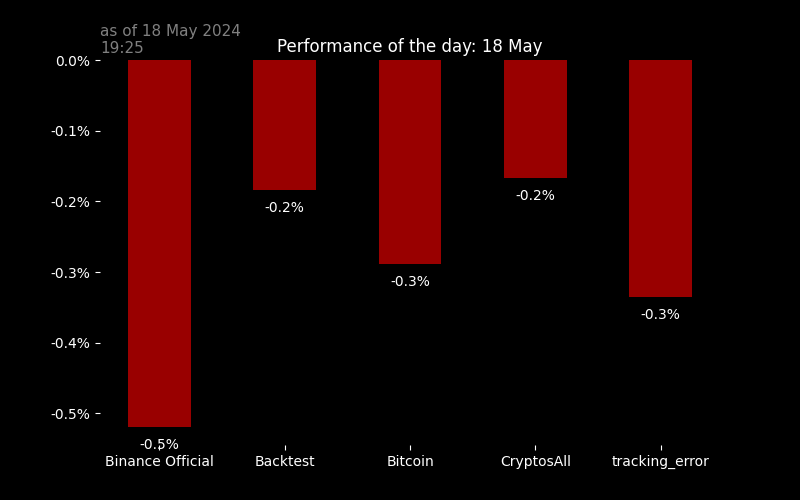 as of 18 May 2024
19:25
Performance of the day: 18 May
0.0%
-0.1%
-0.2%
-0.3%
-0.4%
-0.5%
-0.5%
-0.2%
-0.3%
-0.2%
-0.3%
Binance Official
Backtest
Bitcoin
CryptosAll
tracking_error